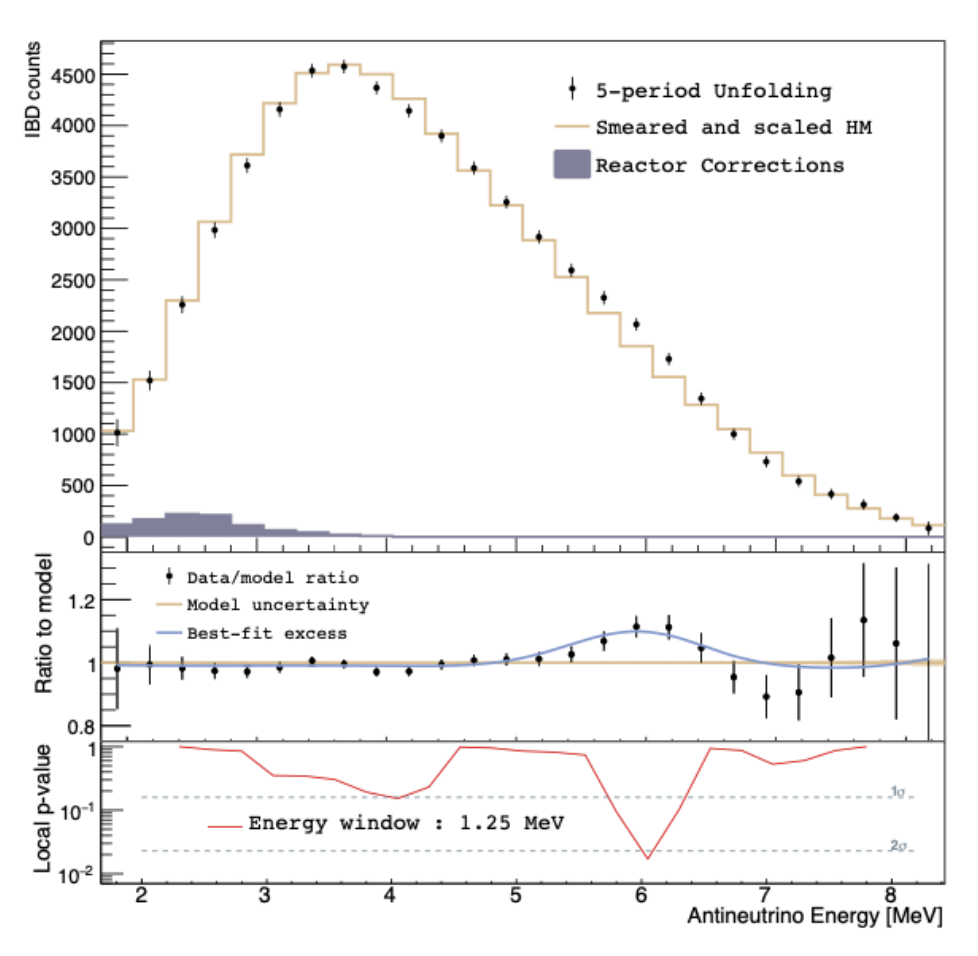 IBD counts
4500
4000
3500
3000
2500
2000
1500
1000
500
0
5-period Unfolding
Smeared and scaled HM
Reactor Corrections
Ratio to model
1.2
1
0.8
Data/model ratio
Model uncertainty
Best-fit excess
Local p-value
1
10⁻¹
10⁻²
1σ
2σ
Energy window : 1.25 MeV
2 3 4 5 6 7 8
Antineutrino Energy [MeV]